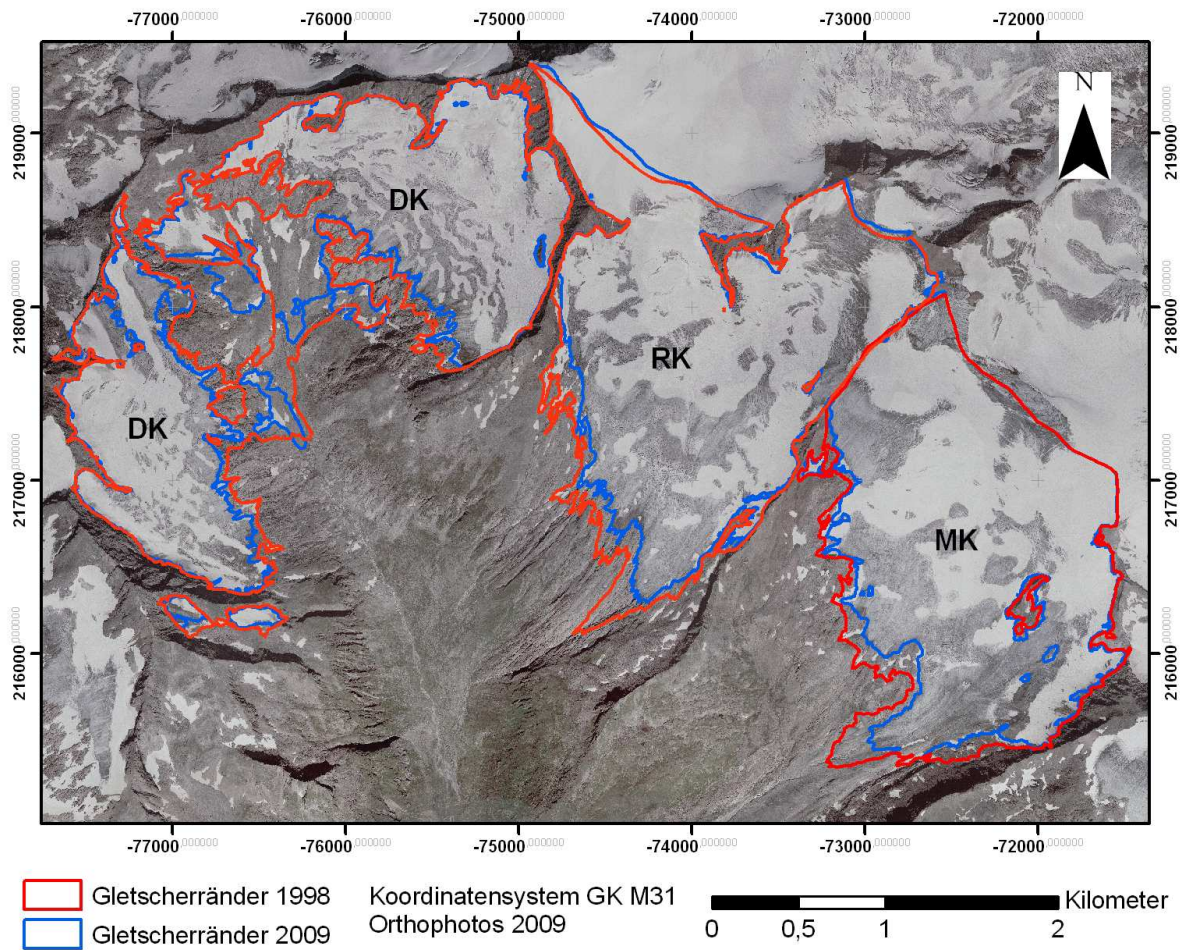 -77000,000000 -76000,000000 -75000,000000 -74000,000000 -73000,000000 -72000,000000
219000,000000 219000,000000
218000,000000 218000,000000
217000,000000 217000,000000
216000,000000 216000,000000
N
DK
DK
RK
MK
-77000,000000 -76000,000000 -75000,000000 -74000,000000 -73000,000000 -72000,000000
Gletscherränder 1998
Gletscherränder 2009
Koordinatensystem GK M31
Orthophotos 2009
Kilometer
0 0,5 1 2